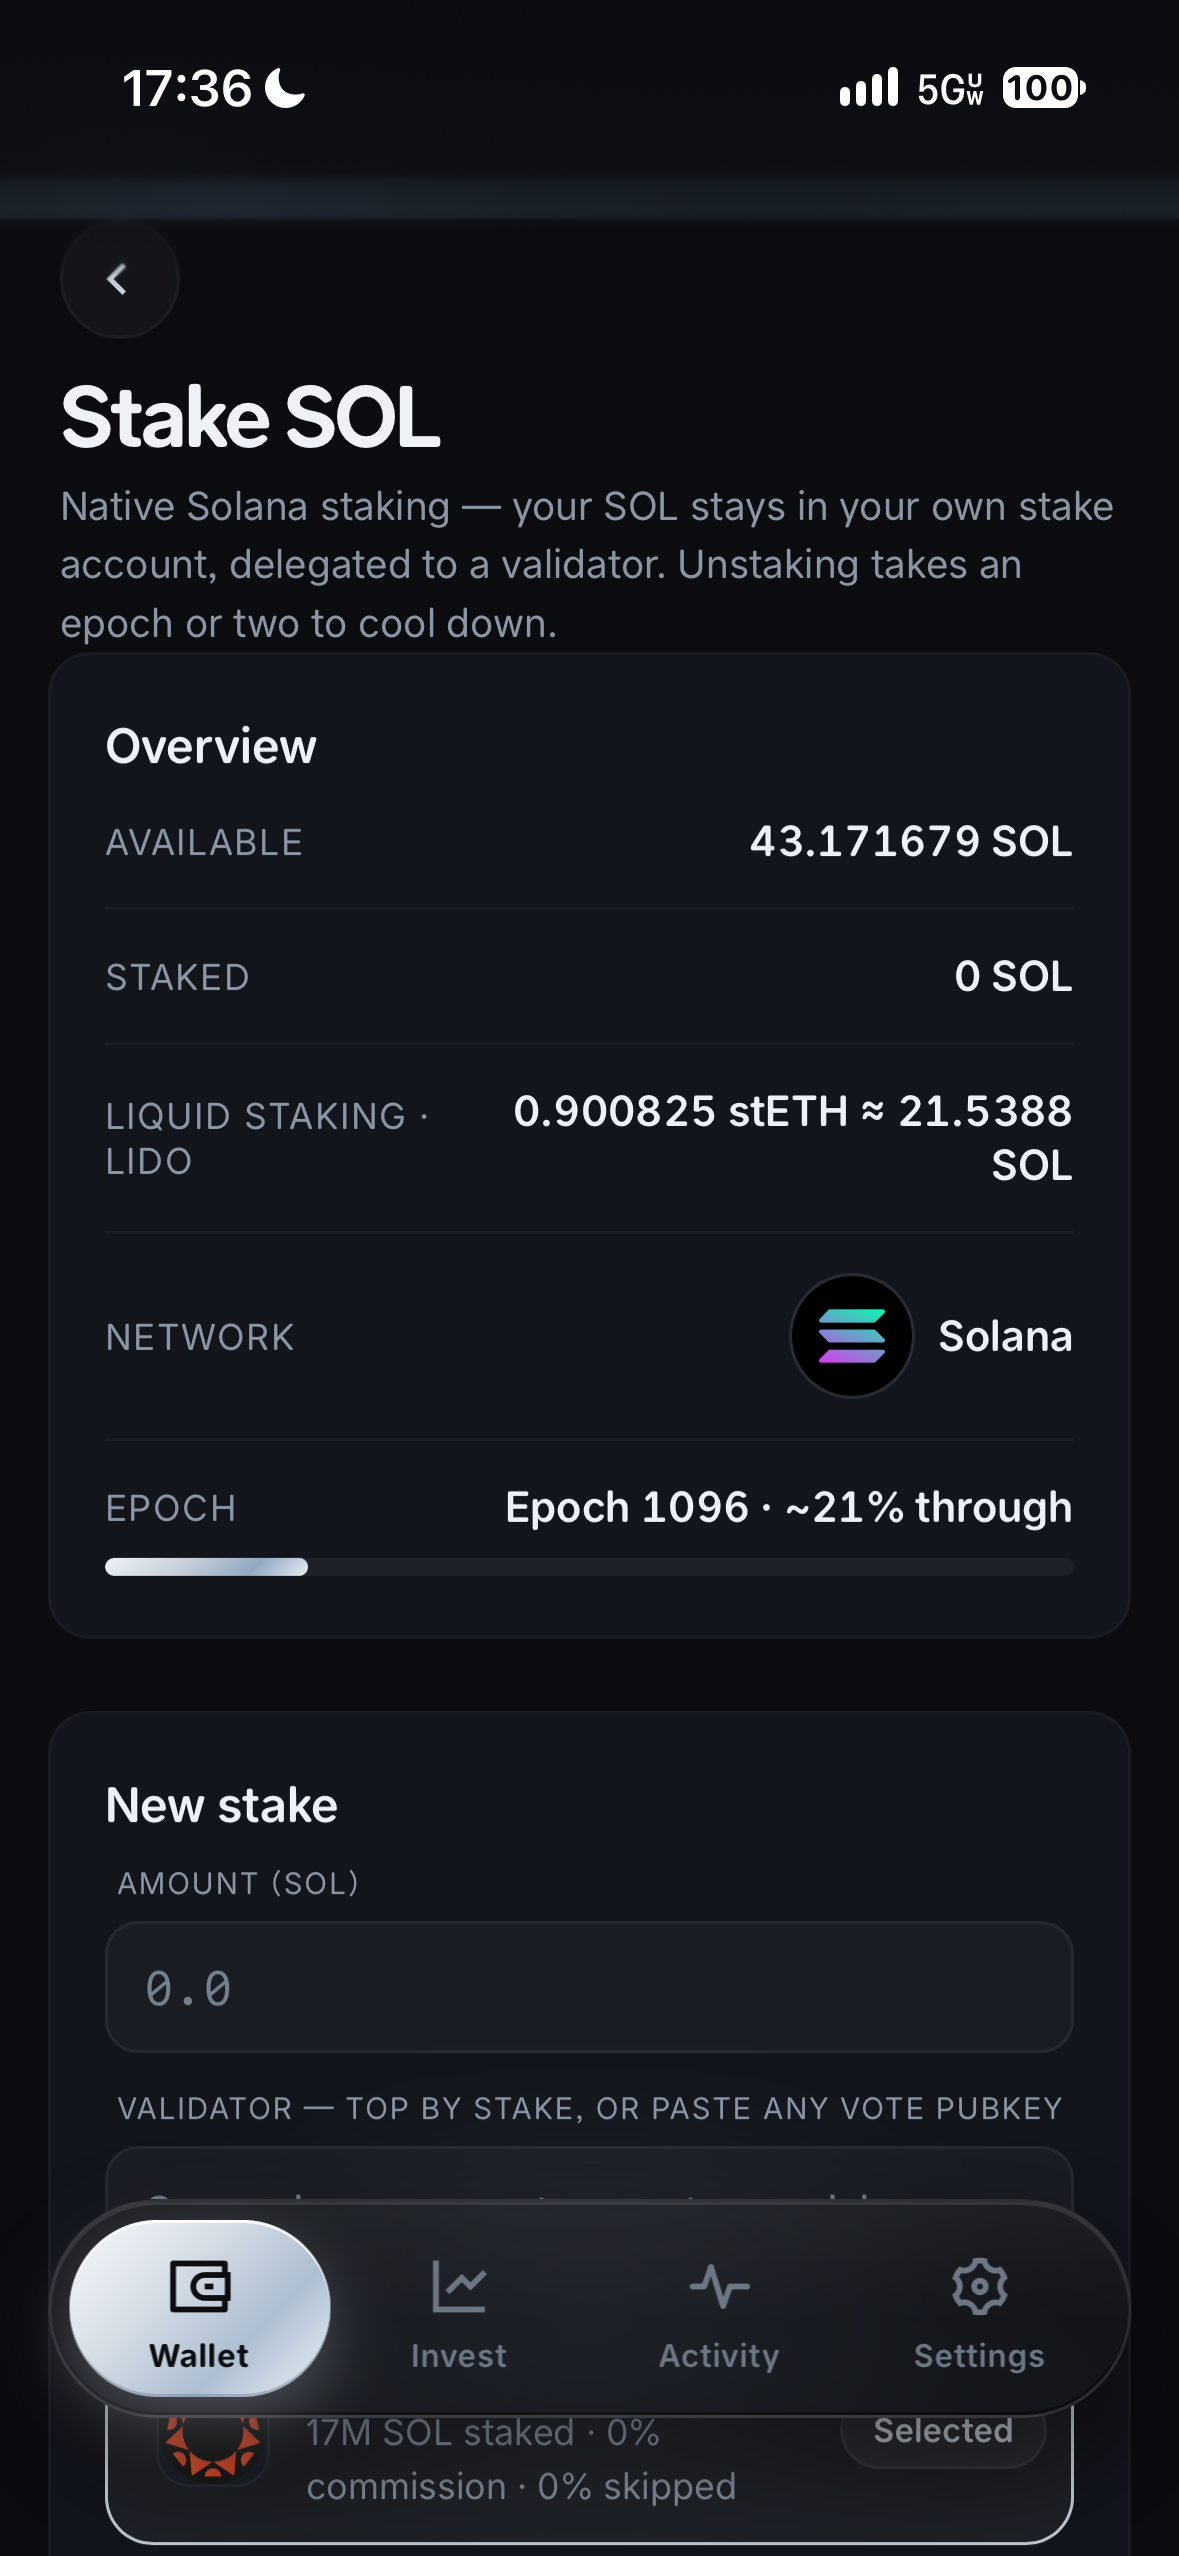 17:36
5G UW
100
Stake SOL
Native Solana staking — your SOL stays in your own stake
account, delegated to a validator. Unstaking takes an
epoch or two to cool down.
Overview
AVAILABLE
43.171679 SOL
STAKED
0 SOL
LIQUID STAKING ·
LIDO
0.900825 stETH ≈ 21.5388
SOL
NETWORK
Solana
EPOCH
Epoch 1096 · ~21% through
New stake
AMOUNT (SOL)
0.0
VALIDATOR — TOP BY STAKE, OR PASTE ANY VOTE PUBKEY
Wallet
Invest
Activity
Settings
17M SOL staked · 0%
commission · 0% skipped
Selected